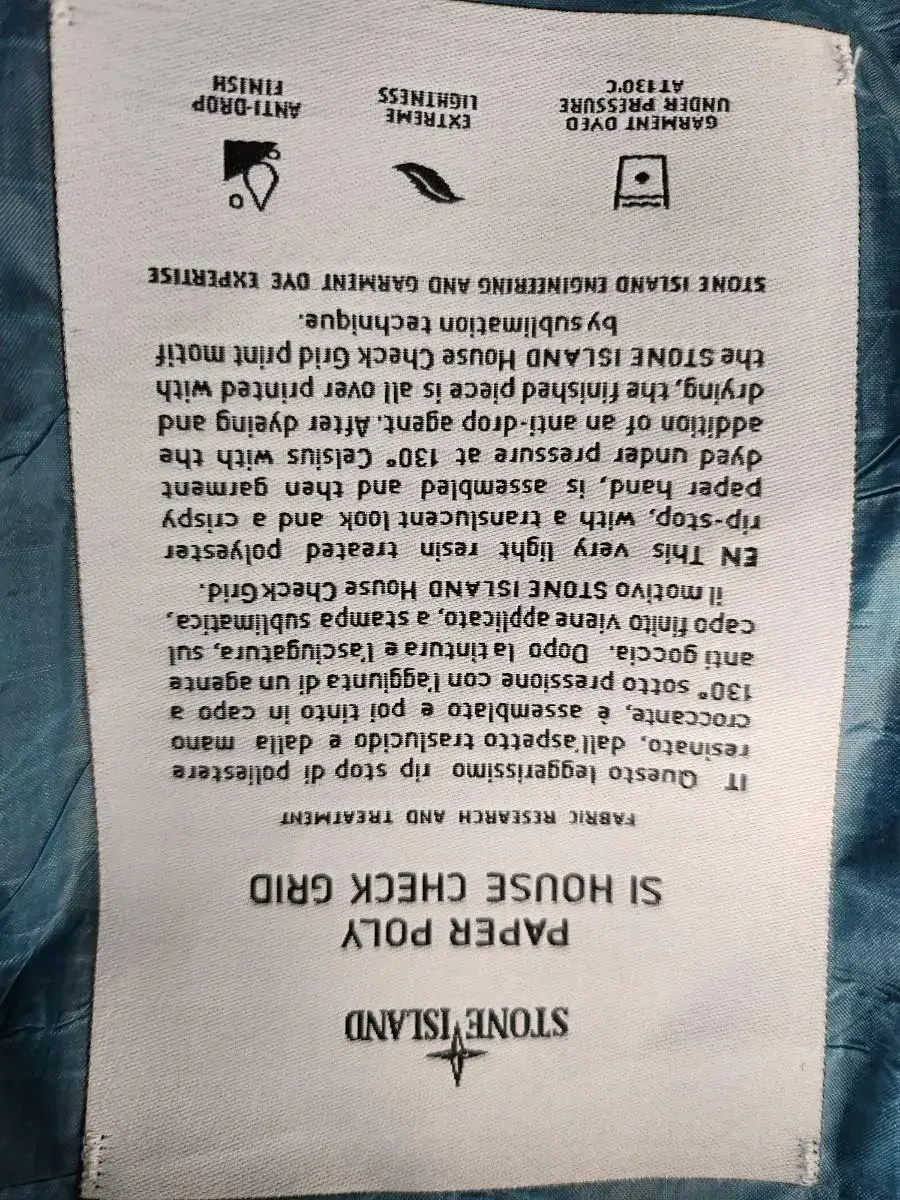 STONE ISLAND
PAPER POLY
SI HOUSE CHECK GRID
FABRIC RESEARCH AND TREATMENT
IT Questo leggerissimo rip stop di poliestere
resinato, dall'aspetto traslucido e dalla mano
croccante, è assemblato e poi tinto in capo a
130° sotto pressione con l'aggiunta di un agente
anti goccia. Dopo la tintura e l'asciugatura, sul
capo finito viene applicato, a stampa sublimatica,
il motivo STONE ISLAND House Check Grid.
EN This very light resin treated polyester
rip-stop, with a translucent look and a crispy
paper hand, is assembled and then garment
dyed under pressure at 130° Celsius with the
addition of an anti-drop agent. After dyeing and
drying, the finished piece is all over printed with
the STONE ISLAND House Check Grid print motif
by sublimation technique.
STONE ISLAND ENGINEERING AND GARMENT DYE EXPERTISE
GARMENT DYED
UNDER PRESSURE
AT 130°C
EXTREME
LIGHTNESS
ANTI-DROP
FINISH